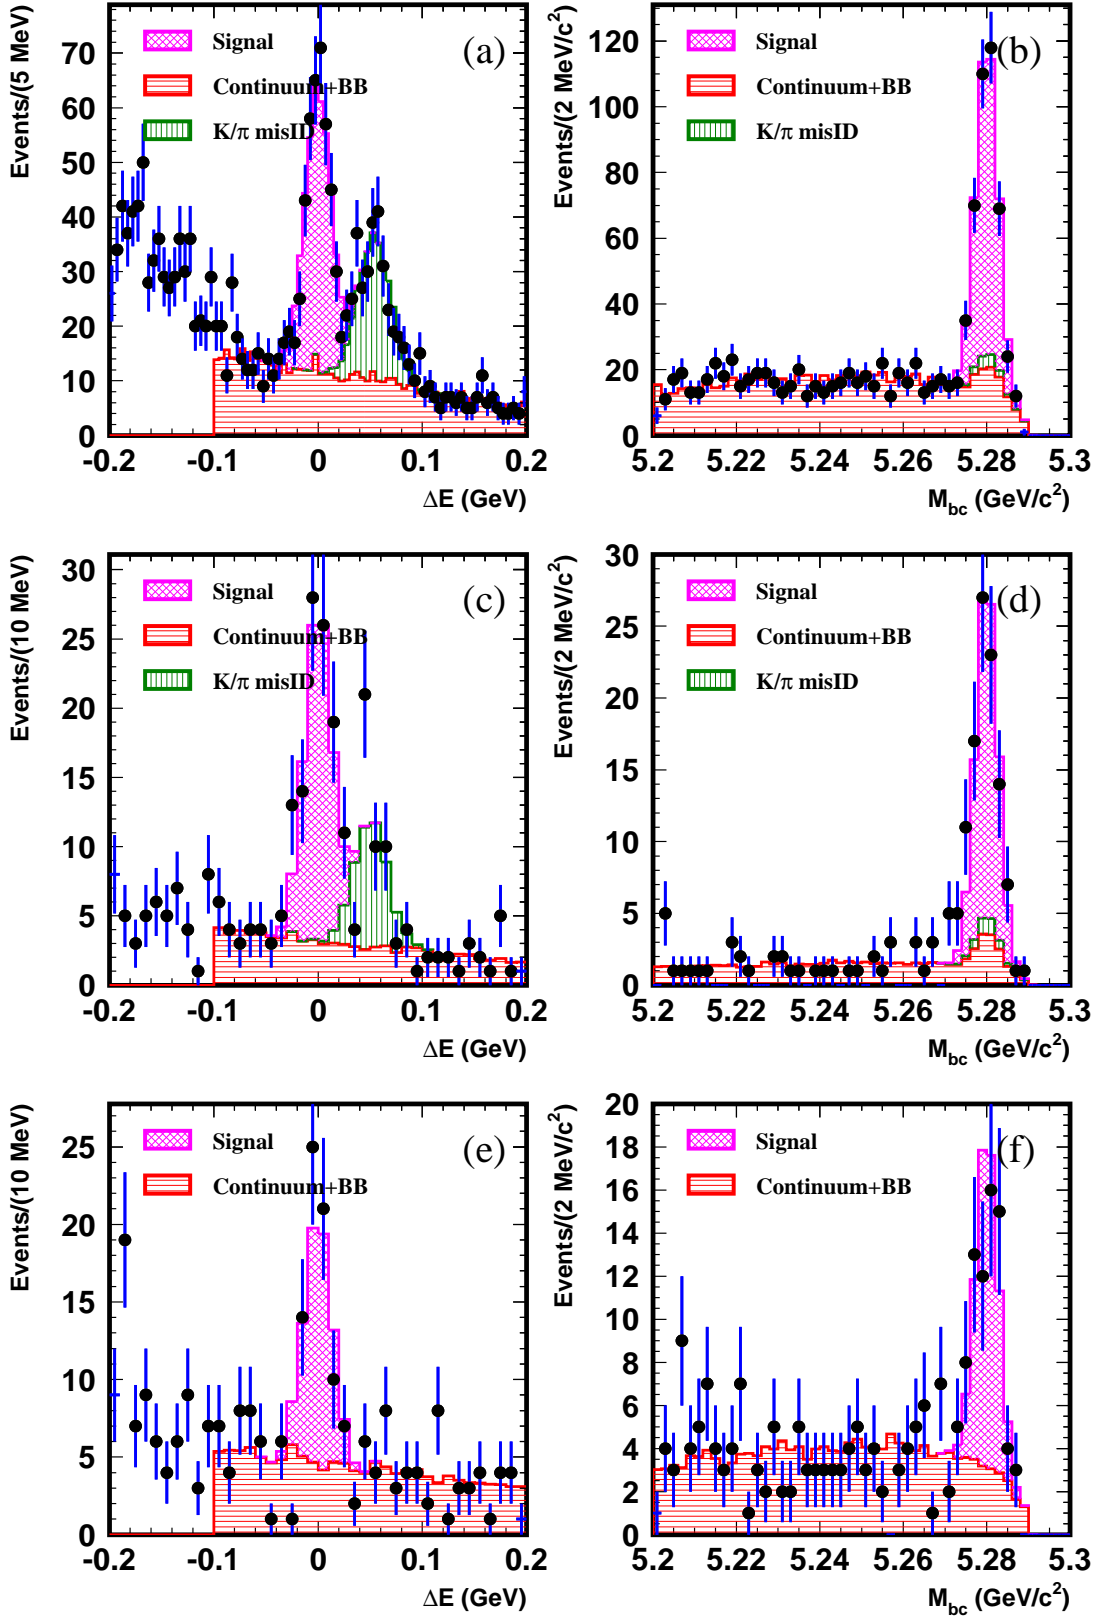 Events/(5 MeV)
70
60
50
40
30
20
10
0
Signal
Continuum+BB
K/π misID
(a)
-0.2 -0.1 0 0.1 0.2
ΔE (GeV)
Events/(2 MeV/c²)
120
100
80
60
40
20
0
Signal
Continuum+BB
K/π misID
(b)
5.2 5.22 5.24 5.26 5.28 5.3
M_bc (GeV/c²)
Events/(10 MeV)
30
25
20
15
10
5
0
Signal
Continuum+BB
K/π misID
(c)
-0.2 -0.1 0 0.1 0.2
ΔE (GeV)
Events/(2 MeV/c²)
30
25
20
15
10
5
0
Signal
Continuum+BB
K/π misID
(d)
5.2 5.22 5.24 5.26 5.28 5.3
M_bc (GeV/c²)
Events/(10 MeV)
25
20
15
10
5
0
Signal
Continuum+BB
(e)
-0.2 -0.1 0 0.1 0.2
ΔE (GeV)
Events/(2 MeV/c²)
20
18
16
14
12
10
8
6
4
2
0
Signal
Continuum+BB
(f)
5.2 5.22 5.24 5.26 5.28 5.3
M_bc (GeV/c²)